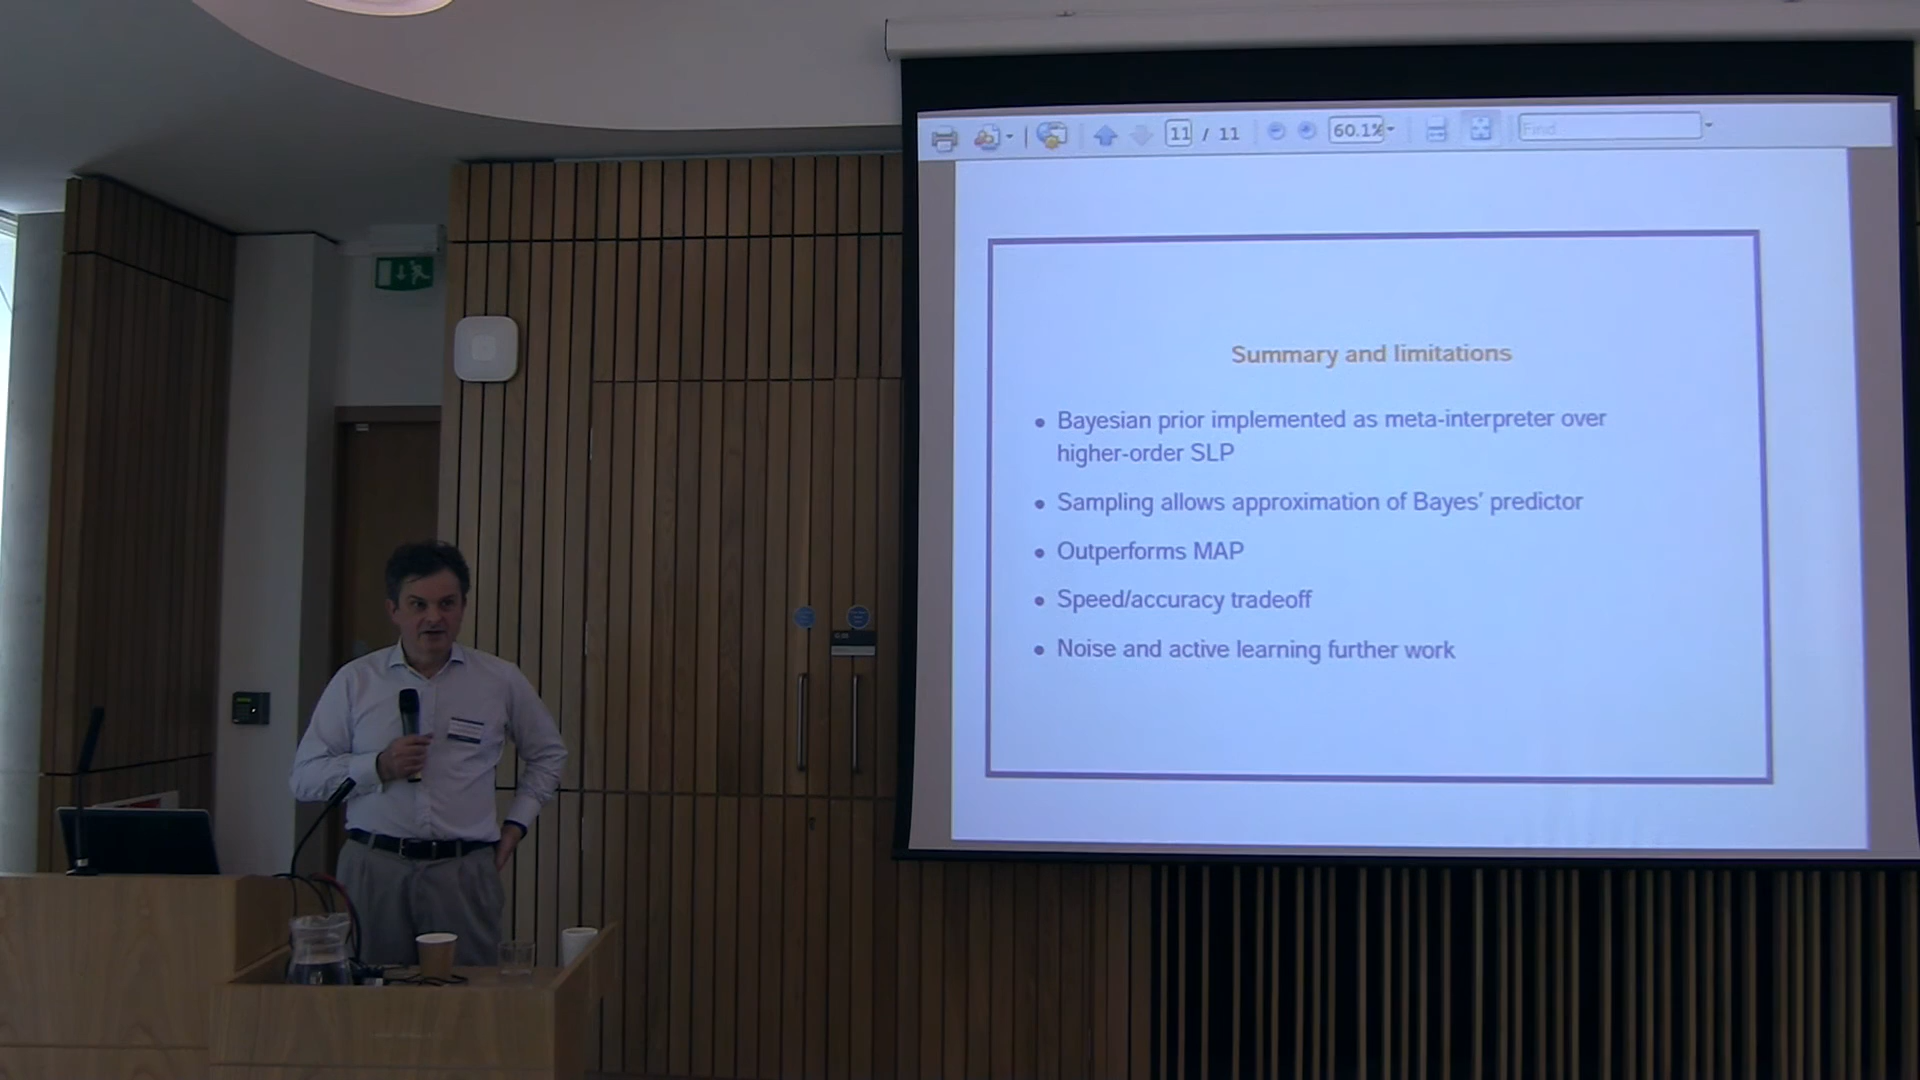 11 / 11
60.1%
Find
Summary and limitations
• Bayesian prior implemented as meta-interpreter over
higher-order SLP
• Sampling allows approximation of Bayes' predictor
• Outperforms MAP
• Speed/accuracy tradeoff
• Noise and active learning further work